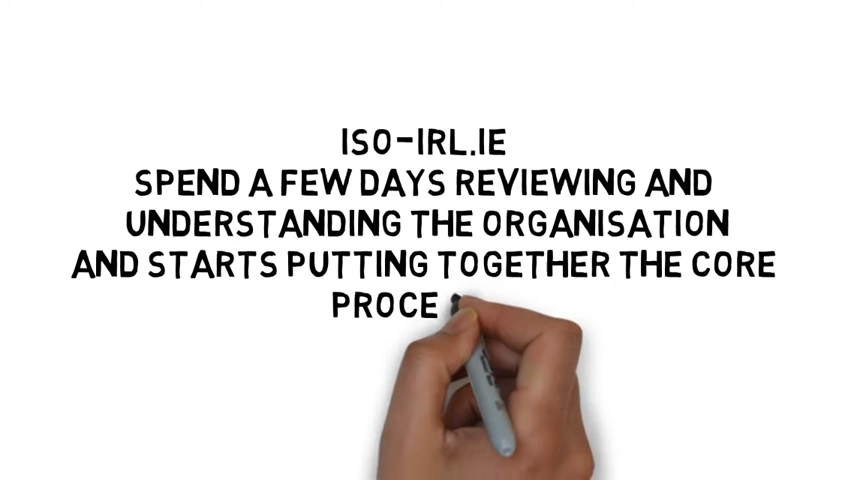 ISO-IRL.IE
SPEND A FEW DAYS REVIEWING AND
UNDERSTANDING THE ORGANISATION
AND STARTS PUTTING TOGETHER THE CORE
PROCE